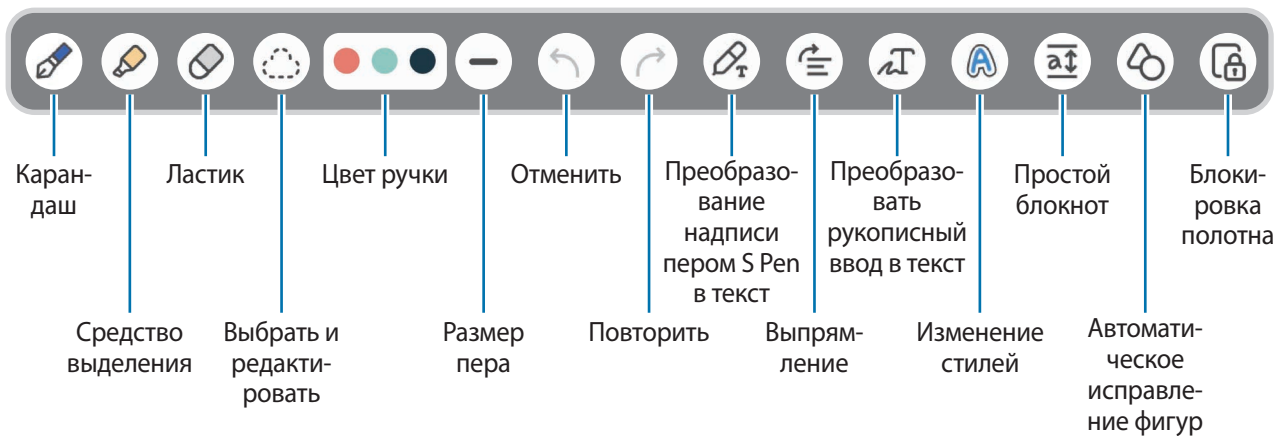 Каран-
даш
Ластик
Цвет ручки
Отменить
Преобразо-
вание
надписи
пером S Pen
в текст
Преобразо-
вать
рукописный
ввод в текст
Простой
блокнот
Блоки-
ровка
полотна
Средство
выделения
Выбрать и
редакти-
ровать
Размер
пера
Повторить
Выпрям-
ление
Изменение
стилей
Автомати-
ческое
исправле-
ние фигур